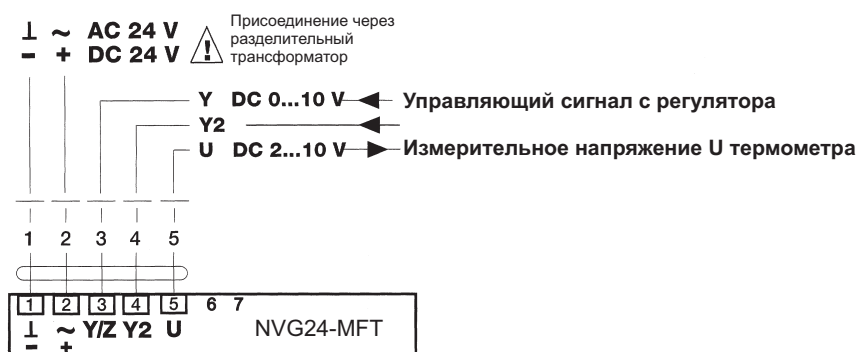 ⊥ ~ AC 24 V
– + DC 24 V
Присоединение через
разделительный
трансформатор
Y DC 0...10 V Управляющий сигнал с регулятора
Y2
U DC 2...10 V Измерительное напряжение U термометра
1 2 3 4 5
1 2 3 4 5 6 7
⊥ ~ Y/Z Y2 U NVG24-MFT
– +